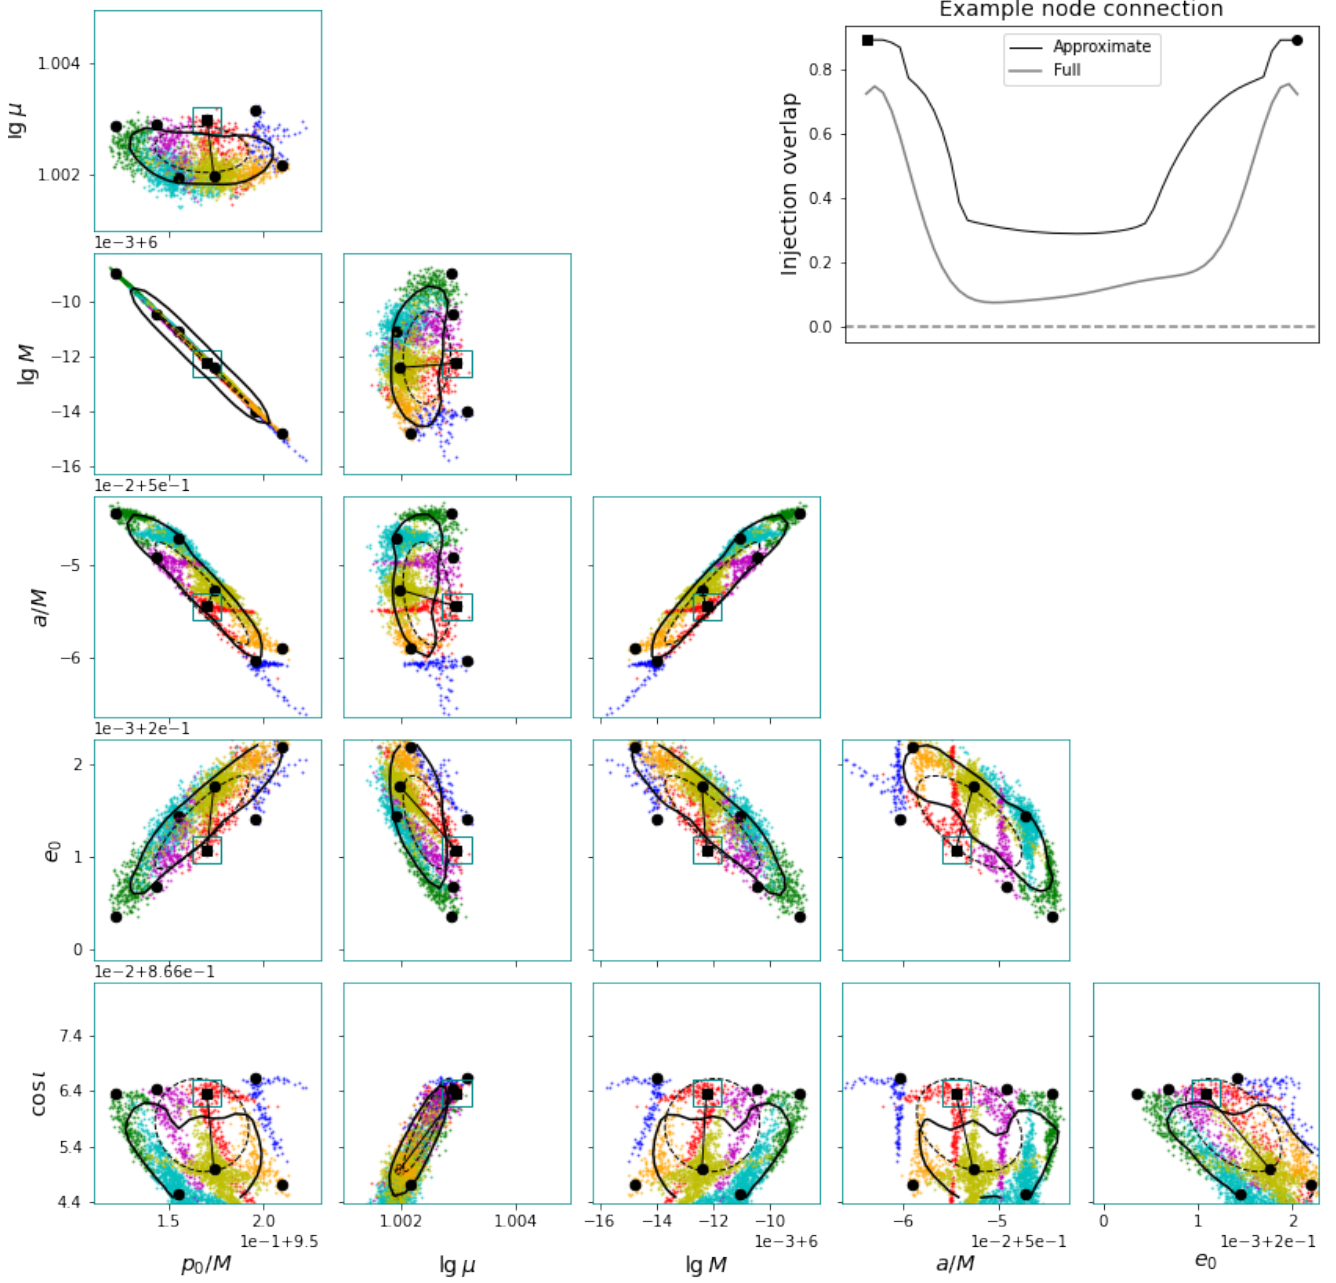 Example node connection
Approximate
Full
0.8
0.6
0.4
0.2
0.0
Injection overlap
1.004
1.002
lg μ
1e-3+6
−10
−12
−14
−16
lg M
1e-2+5e-1
−5
−6
a/M
1e-3+2e-1
2
1
0
e₀
1e-2+8.66e-1
7.4
6.4
5.4
4.4
cos ι
1.5 2.0
1e-1+9.5
p₀/M
1.002 1.004
lg μ
−16 −14 −12 −10
1e-3+6
lg M
−6 −5
1e-2+5e-1
a/M
0 1 2
1e-3+2e-1
e₀